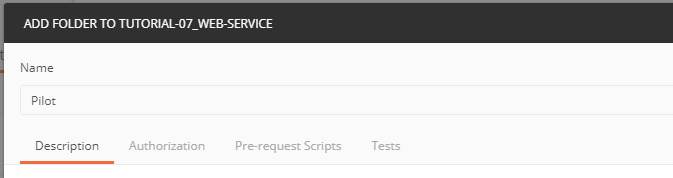 ADD FOLDER TO TUTORIAL-07_WEB-SERVICE
Name
Pilot
Description Authorization Pre-request Scripts Tests